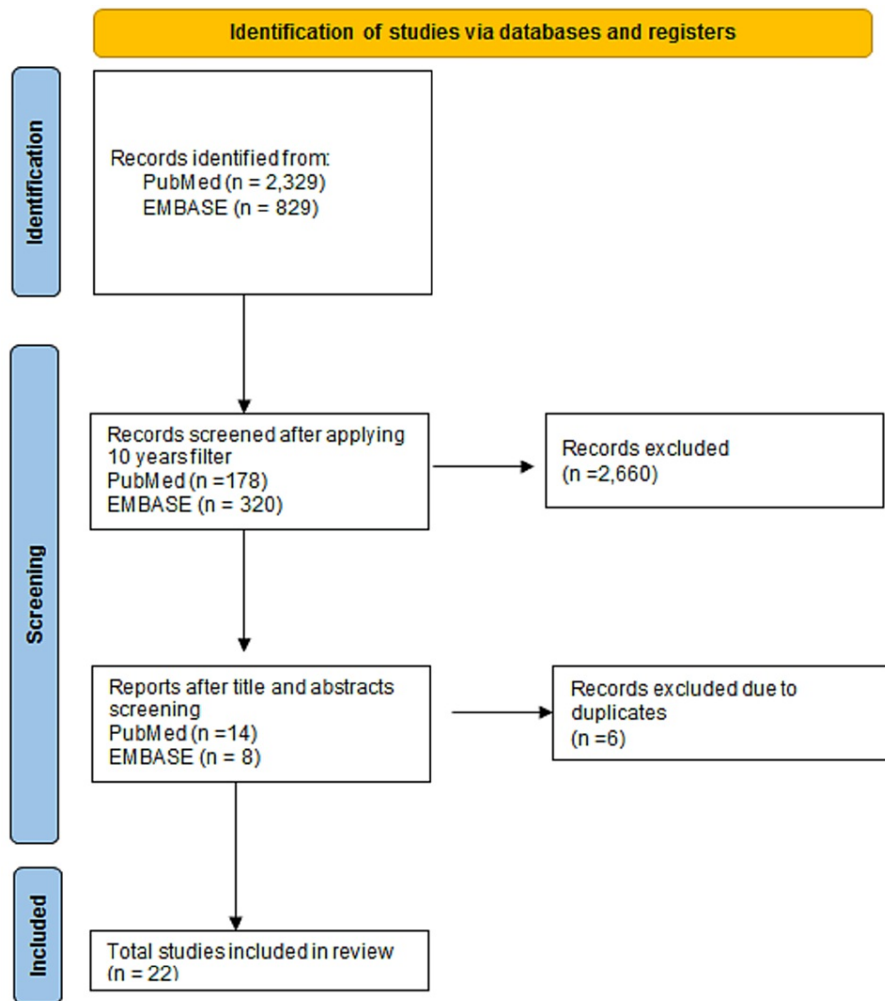 Identification of studies via databases and registers
Identification
Records identified from:
PubMed (n = 2,329)
EMBASE (n = 829)
Screening
Records screened after applying
10 years filter
PubMed (n =178)
EMBASE (n = 320)
Records excluded
(n =2,660)
Reports after title and abstracts
screening
PubMed (n =14)
EMBASE (n = 8)
Records excluded due to
duplicates
(n =6)
Included
Total studies included in review
(n = 22)